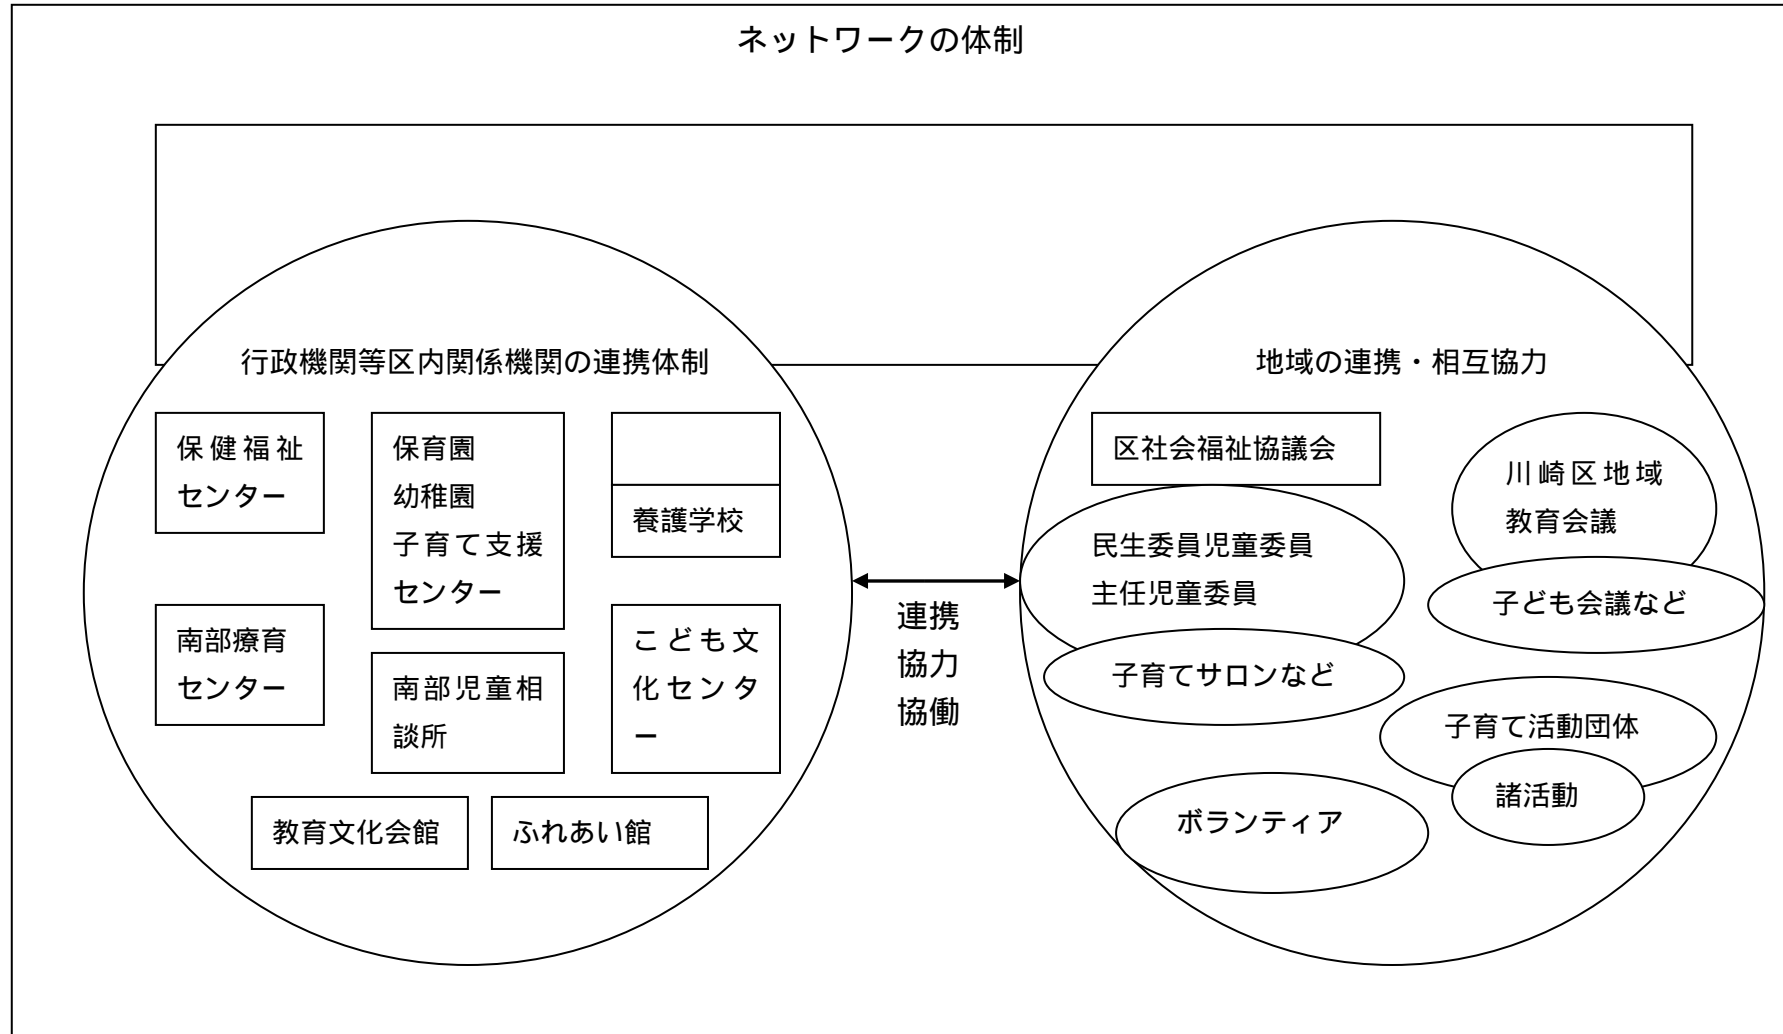 ネットワークの体制
行政機関等区内関係機関の連携体制
保健福祉
センター
保育園
幼稚園
子育て支援
センター
養護学校
南部療育
センター
南部児童相
談所
こども文
化センタ
ー
教育文化会館
ふれあい館
連携
協力
協働
地域の連携・相互協力
区社会福祉協議会
民生委員児童委員
主任児童委員
子育てサロンなど
川崎区地域
教育会議
子ども会議など
子育て活動団体
諸活動
ボランティア